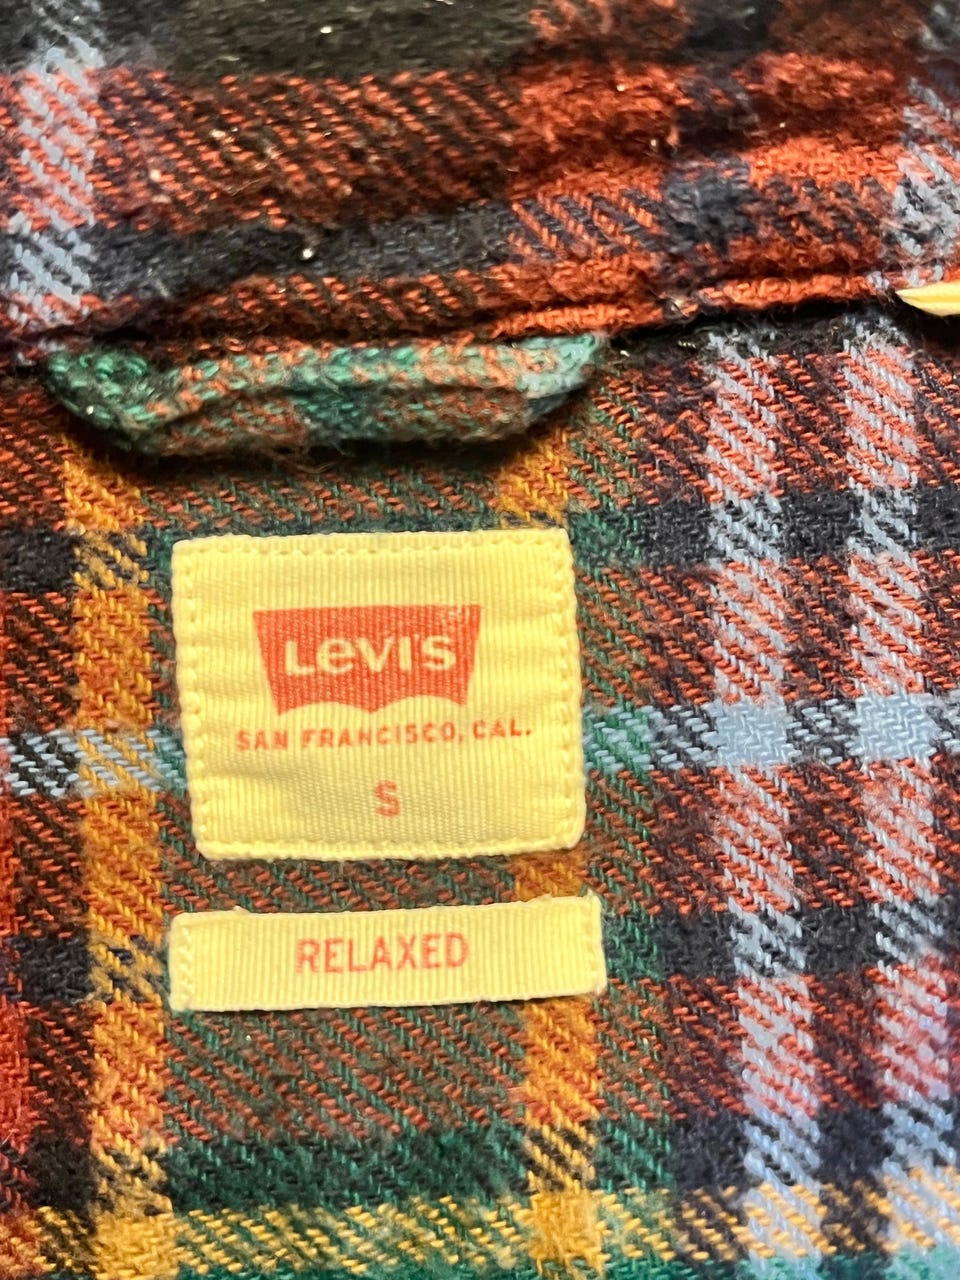 LEVI'S
SAN FRANCISCO, CAL.
S
RELAXED